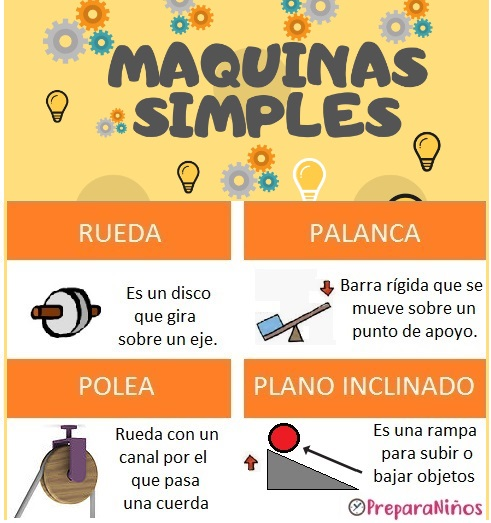 MAQUINAS
SIMPLES
RUEDA
Es un disco
que gira
sobre un eje.
PALANCA
Barra rígida que se
mueve sobre un
punto de apoyo.
POLEA
Rueda con un
canal por el
que pasa
una cuerda
PLANO INCLINADO
Es una rampa
para subir o
bajar objetos
PreparaNiños